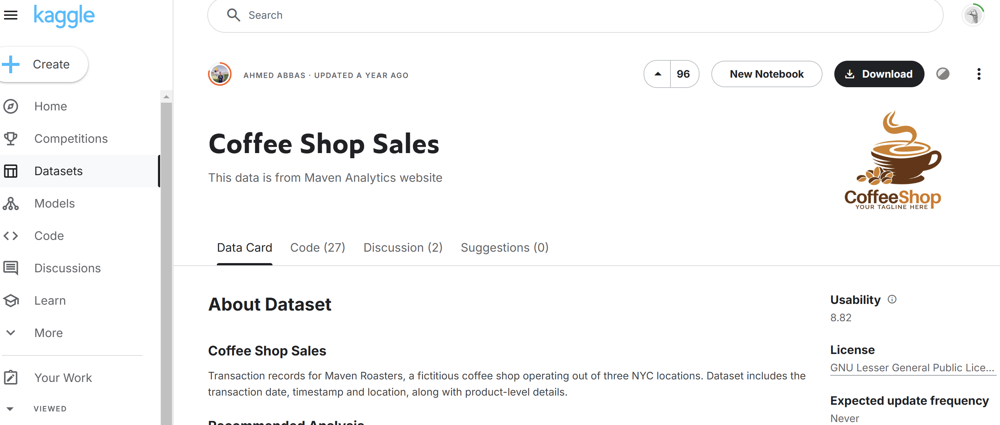 kaggle
Search
Create
Home
Competitions
Datasets
Models
Code
Discussions
Learn
More
Your Work
VIEWED
AHMED ABBAS · UPDATED A YEAR AGO
96
New Notebook
Download
Coffee Shop Sales
This data is from Maven Analytics website
CoffeeShop
YOUR TAGLINE HERE
Data Card
Code (27)
Discussion (2)
Suggestions (0)
About Dataset
Coffee Shop Sales
Transaction records for Maven Roasters, a fictitious coffee shop operating out of three NYC locations. Dataset includes the
transaction date, timestamp and location, along with product-level details.
Recommended Analysis
Usability
8.82
License
GNU Lesser General Public Lice...
Expected update frequency
Never